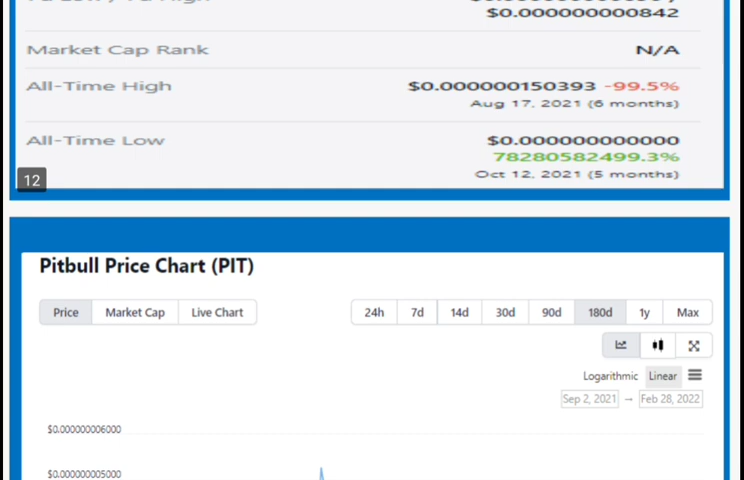 $0.000000000842
Market Cap Rank N/A
All-Time High $0.000000150393 -99.5%
Aug 17, 2021 (6 months)
All-Time Low $0.000000000000
78280582499.3%
Oct 12, 2021 (5 months)
12
Pitbull Price Chart (PIT)
Price Market Cap Live Chart 24h 7d 14d 30d 90d 180d 1y Max
Logarithmic Linear
Sep 2, 2021 → Feb 28, 2022
$0.000000006000
$0.000000005000